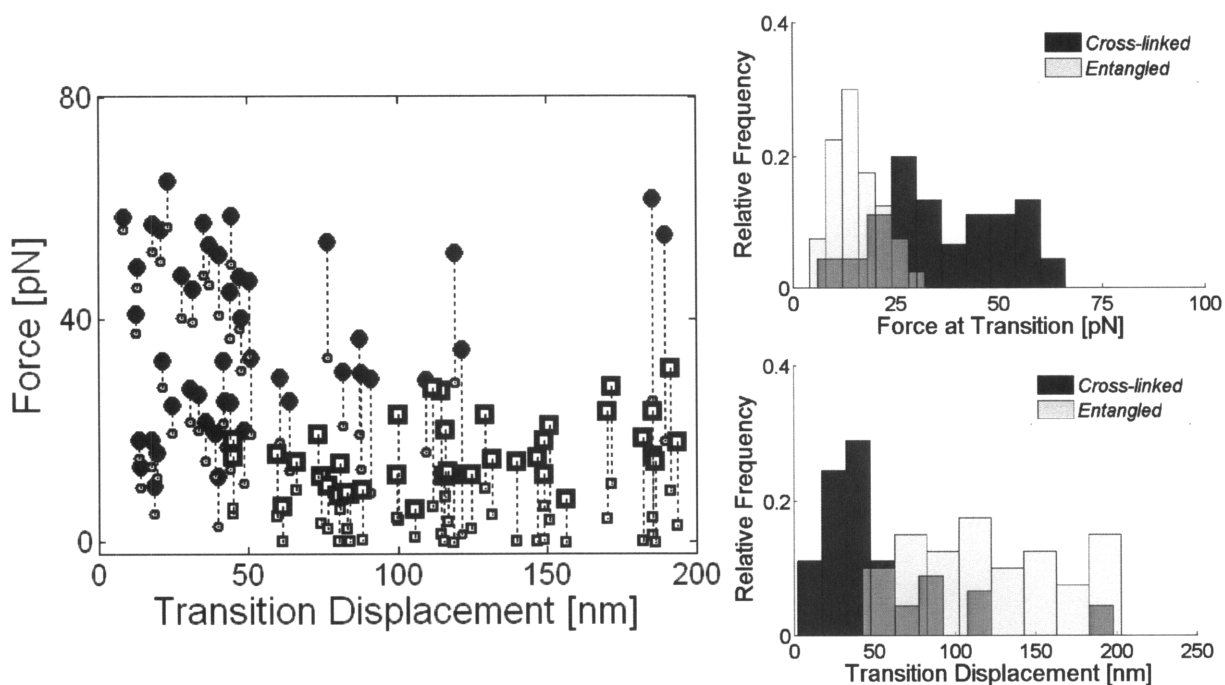 80
40
0
Force [pN]
0 50 100 150 200
Transition Displacement [nm]
0.4
0.2
0
Relative Frequency
Cross-linked
Entangled
0 25 50 75 100
Force at Transition [pN]
0.4
0.2
0
Relative Frequency
Cross-linked
Entangled
0 50 100 150 200 250
Transition Displacement [nm]